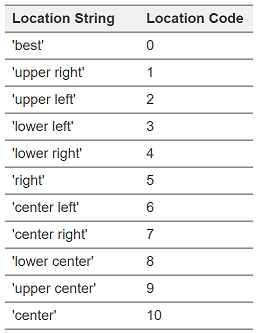 Location String Location Code
'best' 0
'upper right' 1
'upper left' 2
'lower left' 3
'lower right' 4
'right' 5
'center left' 6
'center right' 7
'lower center' 8
'upper center' 9
'center' 10